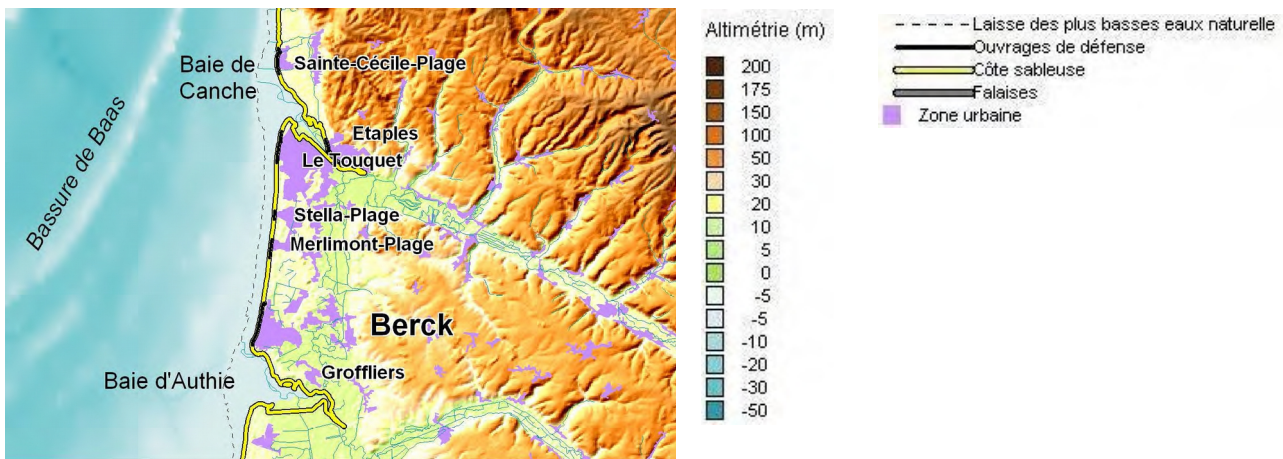 Baie de
Canche
Sainte-Cécile-Plage
Bassure de Baas
Etaples
Le Touquet
Stella-Plage
Merlimont-Plage
Berck
Baie d'Authie
Groffliers
Altimétrie (m)
200
175
150
100
50
30
20
10
5
0
-5
-5
-10
-20
-30
-50
Laisse des plus basses eaux naturelle
Ouvrages de défense
Côte sableuse
Falaises
Zone urbaine